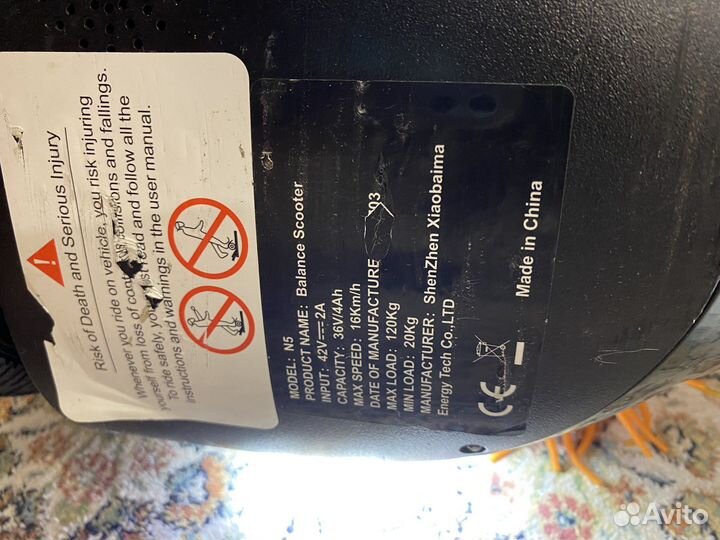 Risk of Death and Serious Injury
Whenever you ride on vehicle, you risk injuring
yourself from loss of collisions and fallings.
To ride safely, you read and follow all the
instructions and warnings in the user manual.
MODEL: N5
PRODUCT NAME: Balance Scooter
INPUT: 42V 2A
CAPACITY: 36V/4Ah
MAX SPEED: 16Km/h
DATE OF MANUFACTURE 03
MAX LOAD: 120Kg
MIN LOAD: 20Kg
MANUFACTURER: ShenZhen Xiaobaima
Energy Tech Co.,LTD
CE
Made in China
Avito